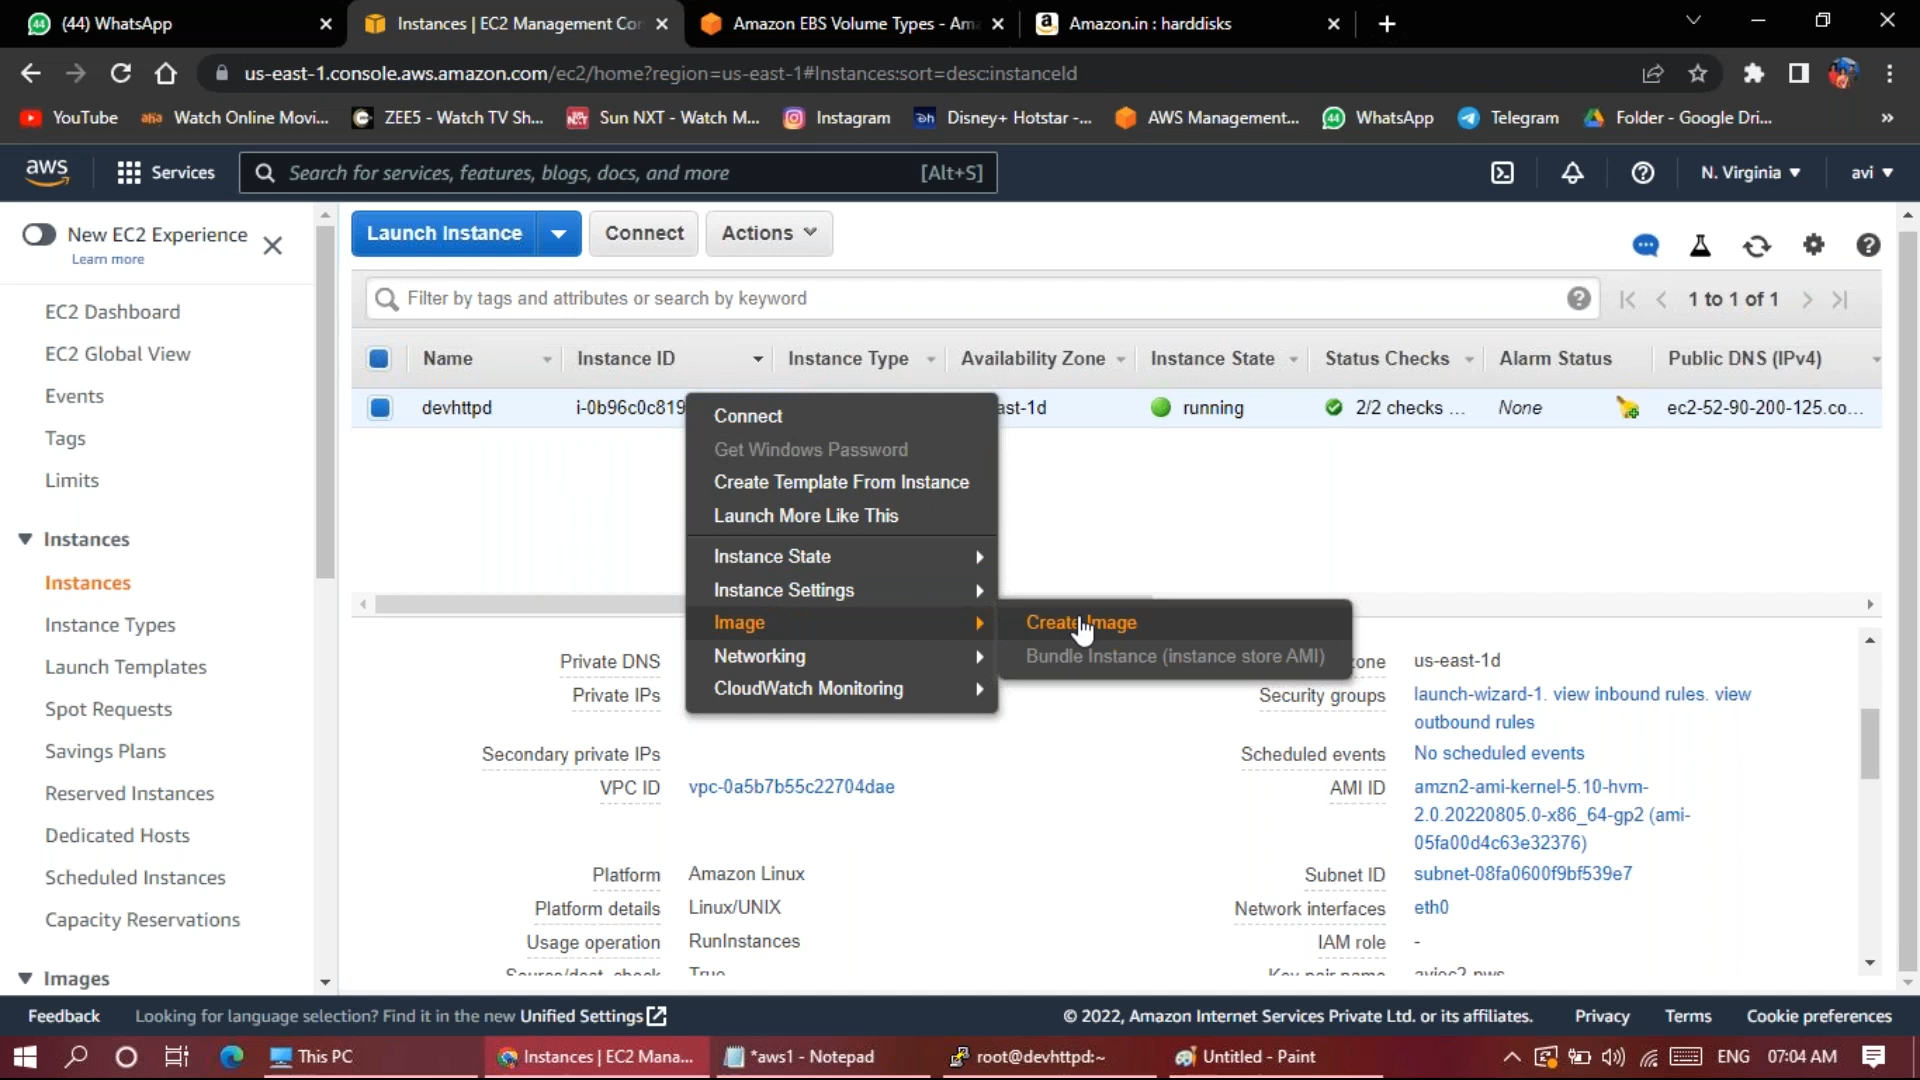 (44) WhatsApp
Instances | EC2 Management Co
Amazon EBS Volume Types - Am
Amazon.in : harddisks
us-east-1.console.aws.amazon.com/ec2/home?region=us-east-1#Instances:sort=desc:instanceId
YouTube
aha Watch Online Movi...
ZEE5 - Watch TV Sh...
Sun NXT - Watch M...
Instagram
Disney+ Hotstar -...
AWS Management...
WhatsApp
Telegram
Folder - Google Dri...
aws
Services
Search for services, features, blogs, docs, and more [Alt+S]
N. Virginia
avi
New EC2 Experience
Learn more
EC2 Dashboard
EC2 Global View
Events
Tags
Limits
Instances
Instances
Instance Types
Launch Templates
Spot Requests
Savings Plans
Reserved Instances
Dedicated Hosts
Scheduled Instances
Capacity Reservations
Images
Launch Instance
Connect
Actions
Filter by tags and attributes or search by keyword
1 to 1 of 1
Name Instance ID Instance Type Availability Zone Instance State Status Checks Alarm Status Public DNS (IPv4)
devhttpd i-0b96c0c819 ast-1d running 2/2 checks ... None ec2-52-90-200-125.co...
Connect
Get Windows Password
Create Template From Instance
Launch More Like This
Instance State
Instance Settings
Image
Networking
CloudWatch Monitoring
Create Image
Bundle Instance (instance store AMI)
Private DNS
Private IPs
Secondary private IPs
VPC ID vpc-0a5b7b55c22704dae
Platform Amazon Linux
Platform details Linux/UNIX
Usage operation RunInstances
Source/dest. check True
zone us-east-1d
Security groups launch-wizard-1. view inbound rules. view
outbound rules
Scheduled events No scheduled events
AMI ID amzn2-ami-kernel-5.10-hvm-
2.0.20220805.0-x86_64-gp2 (ami-
05fa00d4c63e32376)
Subnet ID subnet-08fa0600f9bf539e7
Network interfaces eth0
IAM role -
Key pair name
Feedback
Looking for language selection? Find it in the new Unified Settings
© 2022, Amazon Internet Services Private Ltd. or its affiliates.
Privacy
Terms
Cookie preferences
This PC
Instances | EC2 Mana...
*aws1 - Notepad
root@devhttpd:~
Untitled - Paint
ENG
07:04 AM